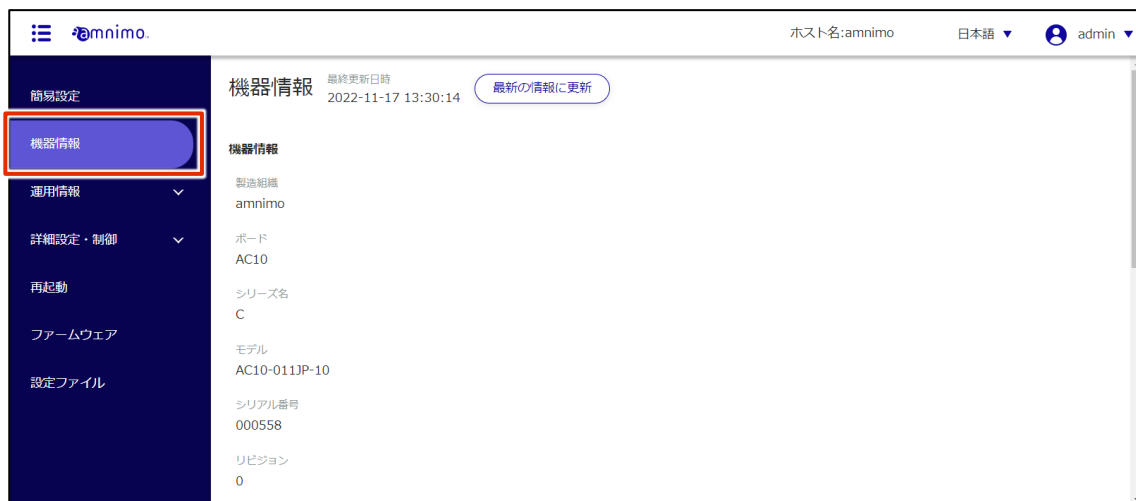 amnimo
ホスト名:amnimo
日本語 ▼
admin ▼
簡易設定
機器情報
運用情報
詳細設定・制御
再起動
ファームウェア
設定ファイル
機器情報
最終更新日時
2022-11-17 13:30:14
最新の情報に更新
機器情報
製造組織
amnimo
ボード
AC10
シリーズ名
C
モデル
AC10-011JP-10
シリアル番号
000558
リビジョン
0